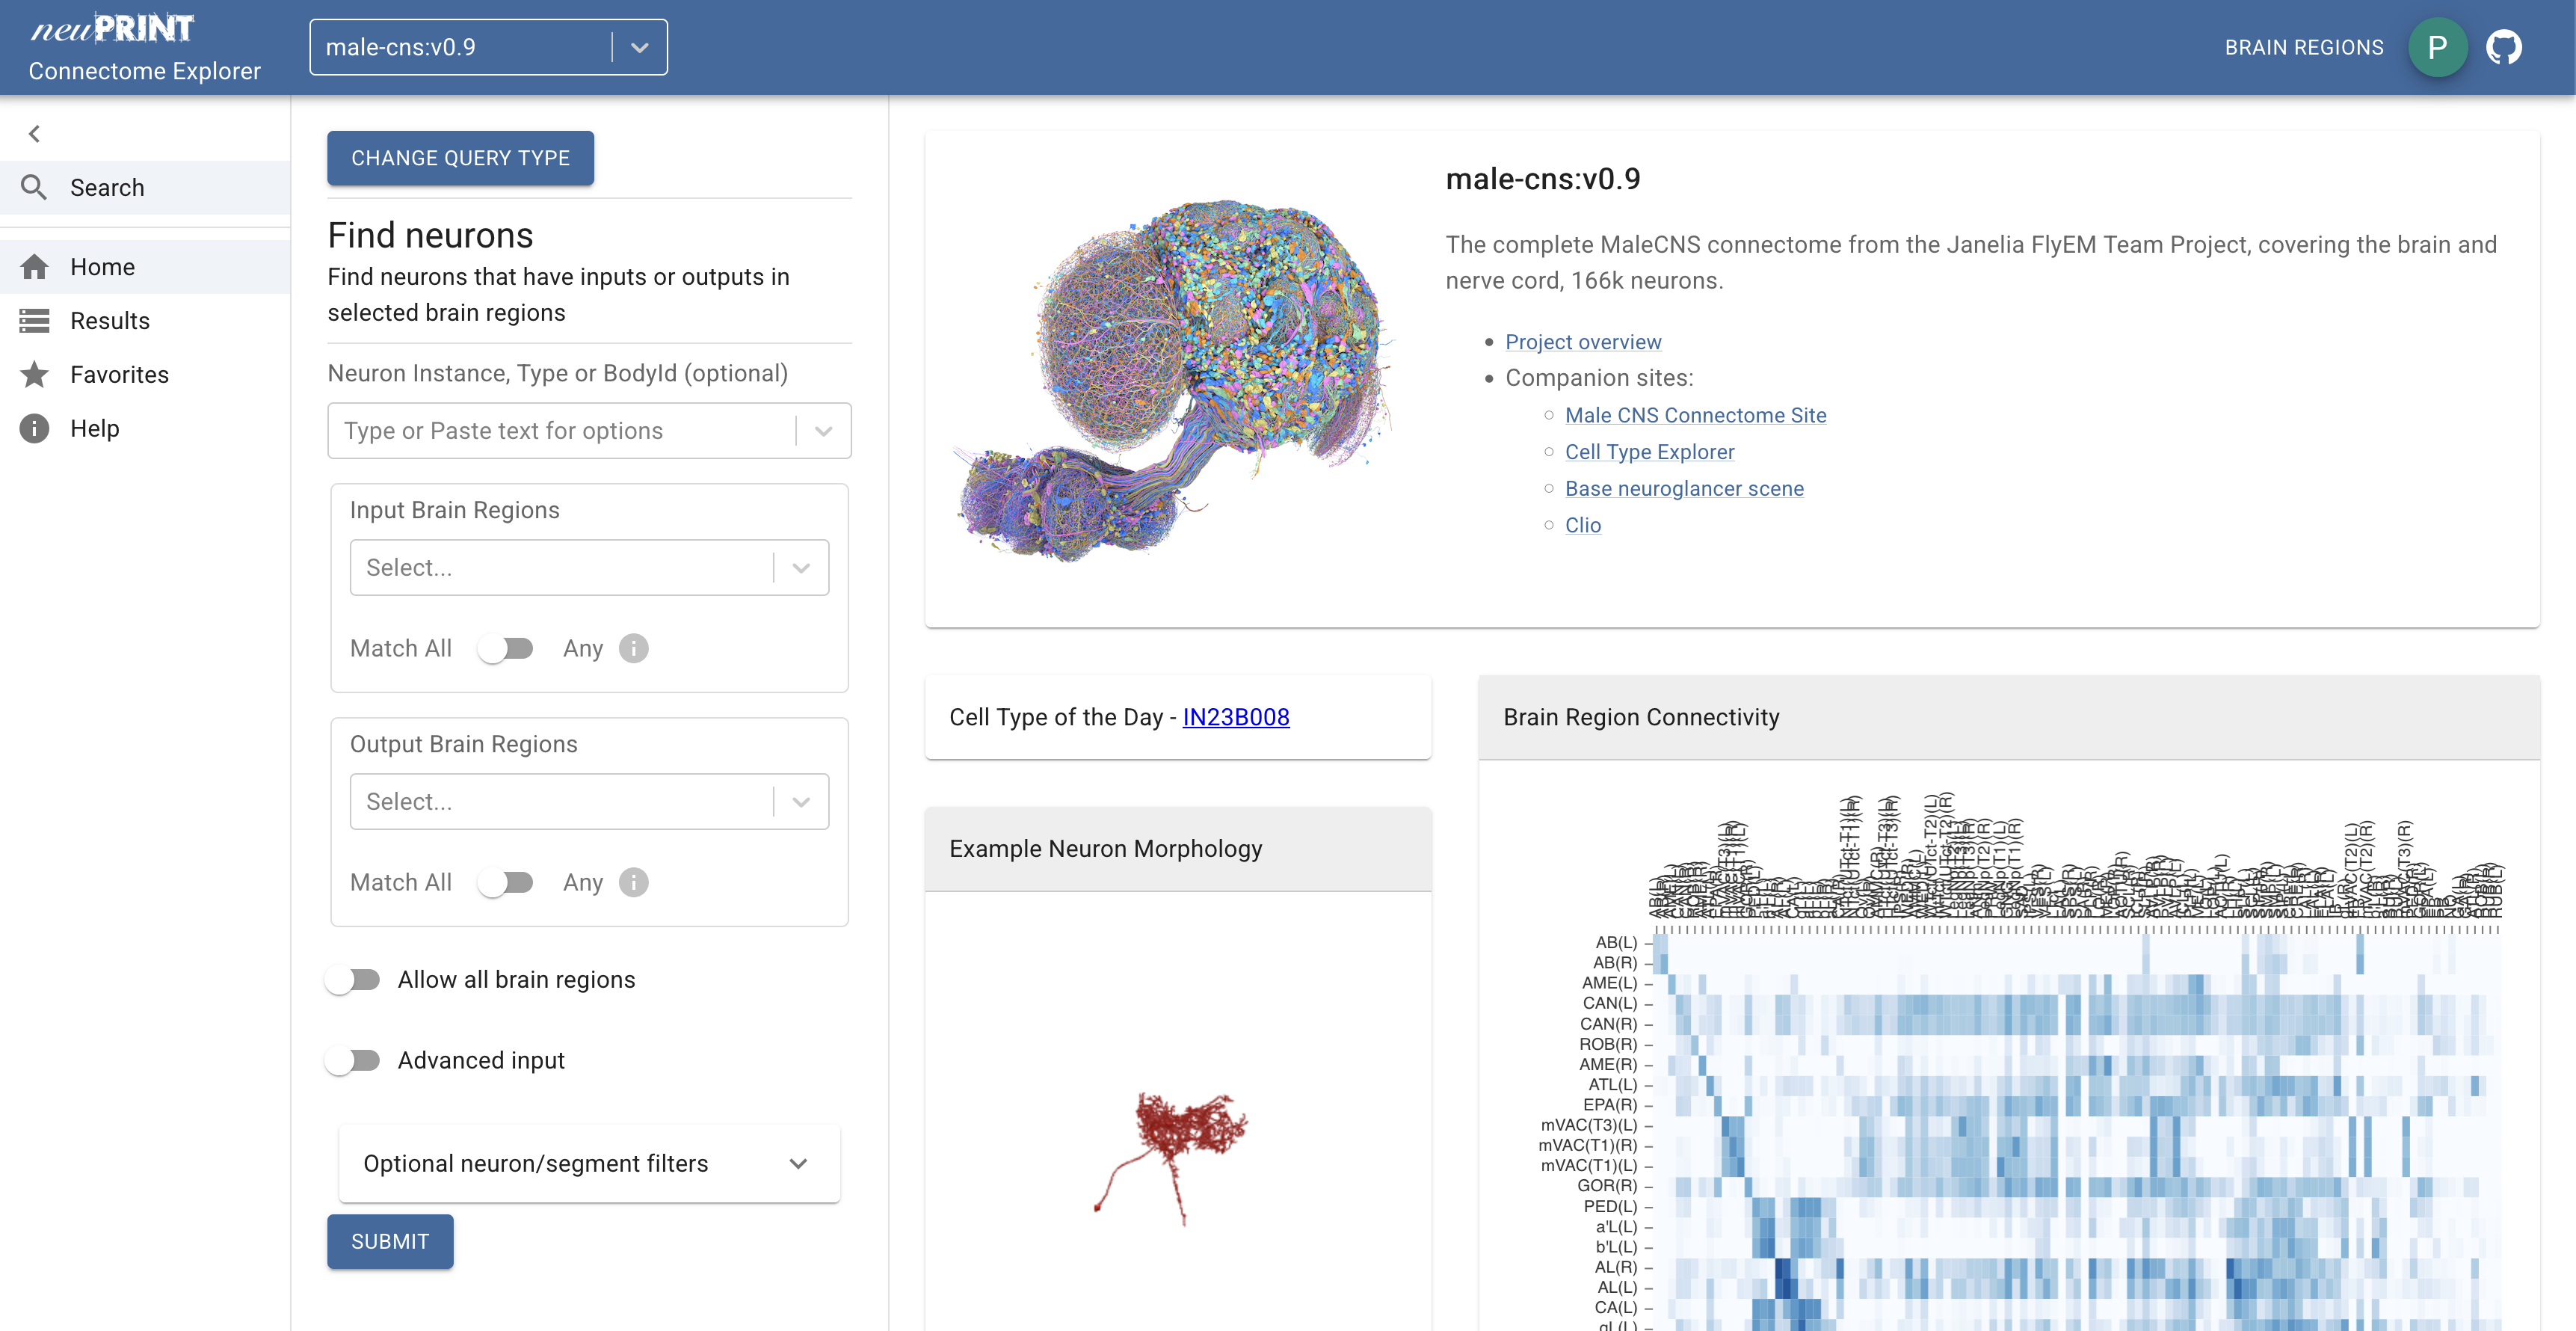 neuPRINT
Connectome Explorer
male-cns:v0.9
BRAIN REGIONS
P
Search
Home
Results
Favorites
Help
CHANGE QUERY TYPE
Find neurons
Find neurons that have inputs or outputs in
selected brain regions
Neuron Instance, Type or BodyId (optional)
Type or Paste text for options
Input Brain Regions
Select...
Match All Any
Output Brain Regions
Select...
Match All Any
Allow all brain regions
Advanced input
Optional neuron/segment filters
SUBMIT
male-cns:v0.9
The complete MaleCNS connectome from the Janelia FlyEM Team Project, covering the brain and
nerve cord, 166k neurons.
Project overview
Companion sites:
Male CNS Connectome Site
Cell Type Explorer
Base neuroglancer scene
Clio
Cell Type of the Day - IN23B008
Example Neuron Morphology
Brain Region Connectivity
AB(L)
AB(R)
AME(L)
CAN(L)
CAN(R)
ROB(R)
AME(R)
ATL(L)
EPA(R)
mVAC(T3)(L)
mVAC(T1)(R)
mVAC(T1)(L)
GOR(R)
PED(L)
a'L(L)
b'L(L)
AL(R)
AL(L)
CA(L)
gL(L)